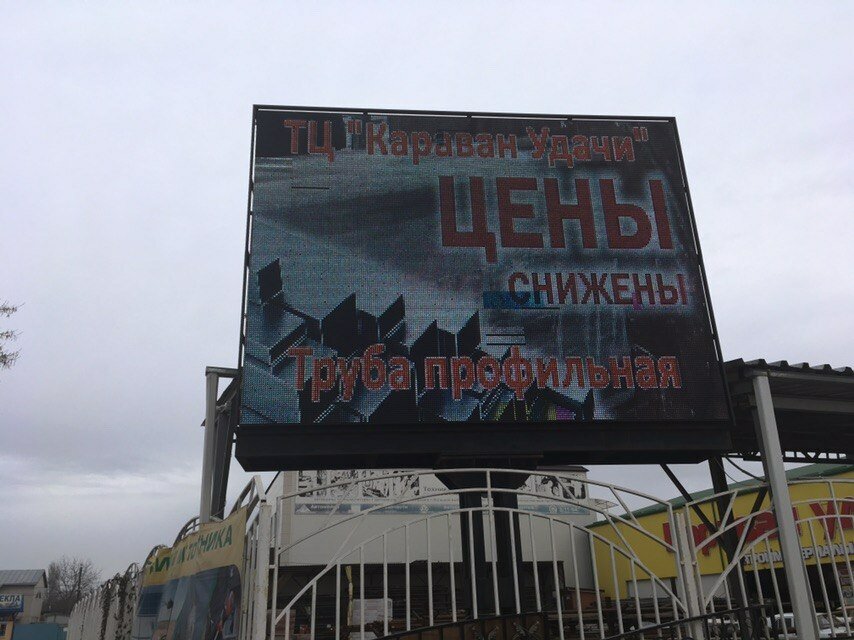 ТЦ "Караван Удачи"
ЦЕНЫ
СНИЖЕНЫ
Труба профильная